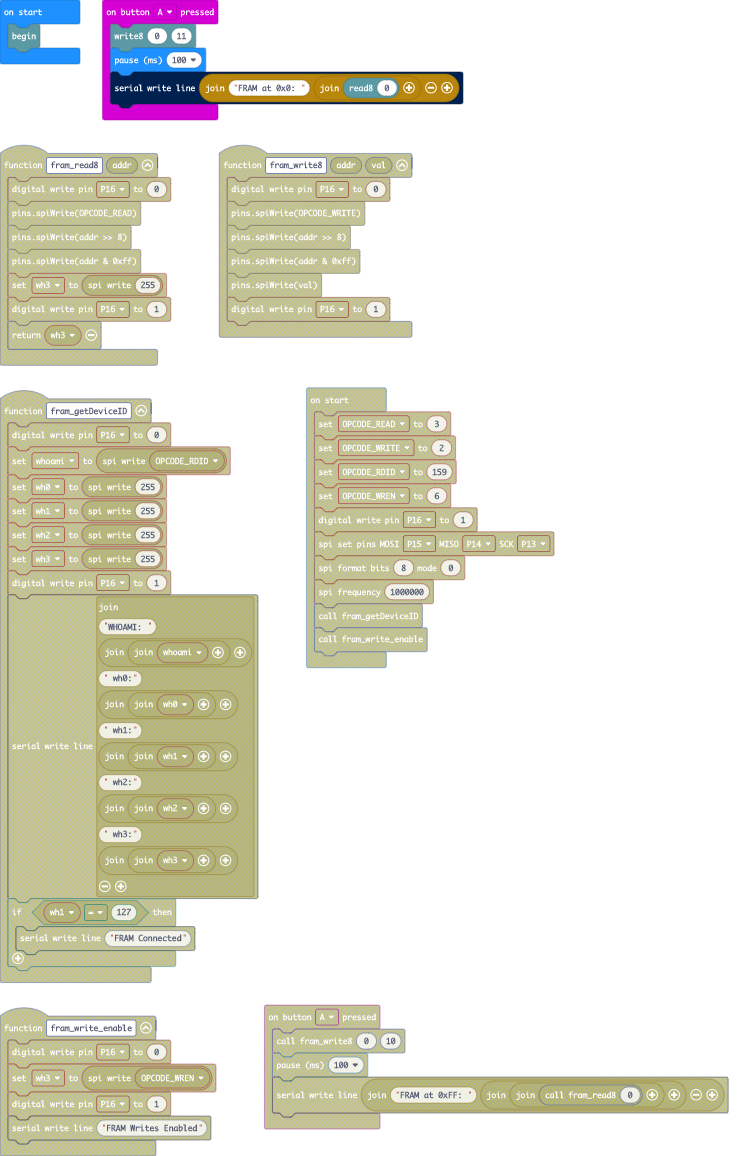 on start
begin
on button A pressed
write8 0 11
pause (ms) 100
serial write line join "FRAM at 0x0: " join read8 0
function fram_read8 addr
digital write pin P16 to 0
pins.spiWrite(OPCODE_READ)
pins.spiWrite(addr >> 8)
pins.spiWrite(addr & 0xff)
set wh3 to spi write 255
digital write pin P16 to 1
return wh3
function fram_write8 addr val
digital write pin P16 to 0
pins.spiWrite(OPCODE_WRITE)
pins.spiWrite(addr >> 8)
pins.spiWrite(addr & 0xff)
pins.spiWrite(val)
digital write pin P16 to 1
function fram_getDeviceID
digital write pin P16 to 0
set whoami to spi write OPCODE_RDID
set wh0 to spi write 255
set wh1 to spi write 255
set wh2 to spi write 255
set wh3 to spi write 255
digital write pin P16 to 1
join
"WHOAMI: "
join join whoami
" wh0:"
join join wh0
" wh1:"
serial write line
join join wh1
" wh2:"
join join wh2
" wh3:"
join join wh3
if wh1 = 127 then
serial write line "FRAM Connected"
on start
set OPCODE_READ to 3
set OPCODE_WRITE to 2
set OPCODE_RDID to 159
set OPCODE_WREN to 6
digital write pin P16 to 1
spi set pins MOSI P15 MISO P14 SCK P13
spi format bits 8 mode 0
spi frequency 1000000
call fram_getDeviceID
call fram_write_enable
function fram_write_enable
digital write pin P16 to 0
set wh3 to spi write OPCODE_WREN
digital write pin P16 to 1
serial write line "FRAM Writes Enabled"
on button A pressed
call fram_write8 0 10
pause (ms) 100
serial write line join "FRAM at 0xFF: " join join call fram_read8 0